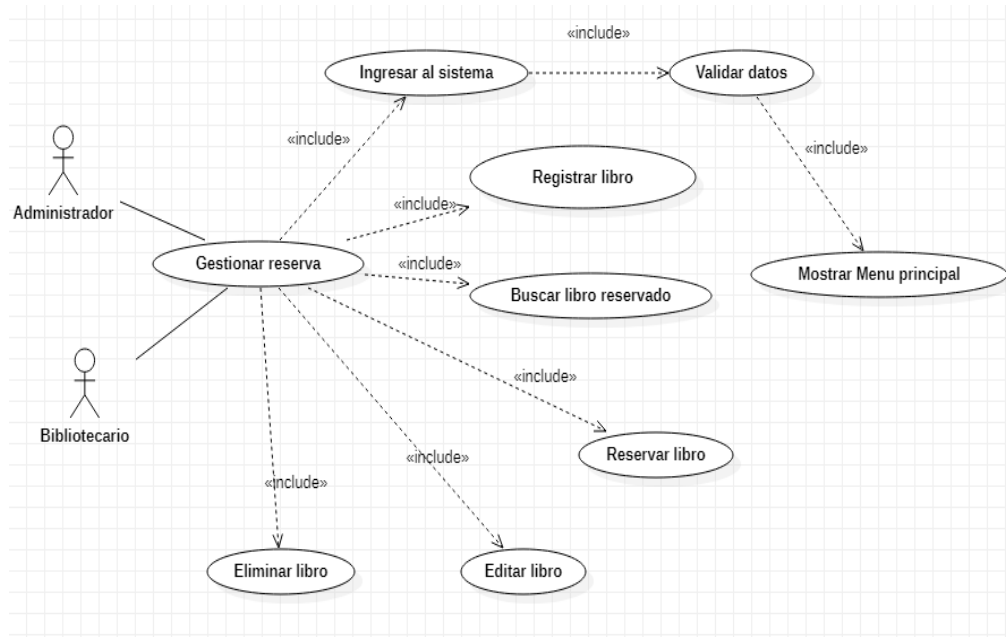 «include»
Ingresar al sistema
Validar datos
«include»
«include»
Registrar libro
Administrador
«include»
Gestionar reserva
«include»
Mostrar Menu principal
Buscar libro reservado
«include»
Bibliotecario
«include»
Reservar libro
«include»
Eliminar libro
Editar libro